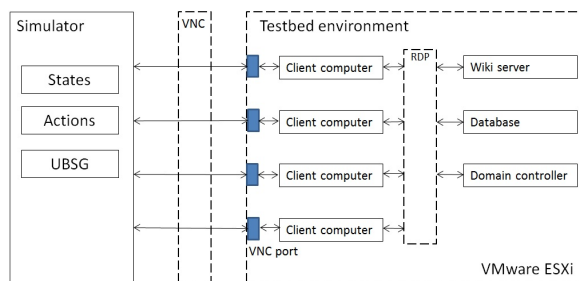 Simulator
States
Actions
UBSG
VNC
Testbed environment
Client computer
Client computer
Client computer
Client computer
VNC port
RDP
Wiki server
Database
Domain controller
VMware ESXi